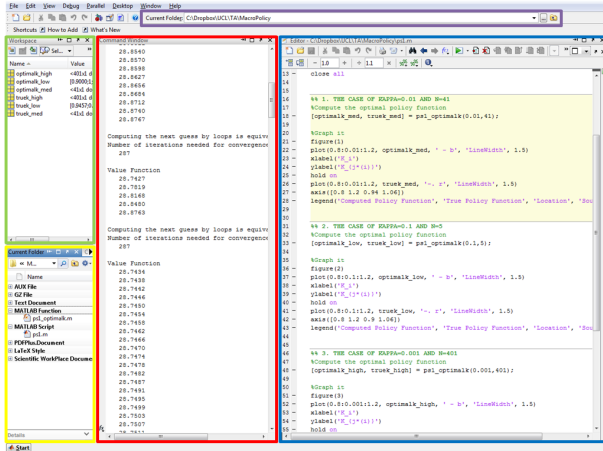 File Edit View Debug Parallel Desktop Window Help
Current Folder: C:\Dropbox\UCL\TA\MacroPolicy
Shortcuts How to Add What's New
Workspace
Sel...
Name Value
optimalk_high <401x1 do
optimalk_low [0.9000;1;
optimalk_med <41x1 do
truek_high <401x1 do
truek_low [0.9457;0.
truek_med <41x1 do
Current Folder
« M...
Name
AUX File
GZ File
Text Document
MATLAB Function
ps1_optimalk.m
MATLAB Script
ps1.m
PDFPlus.Document
LaTeX Style
Scientific WorkPlace Docume
Details
Start
Command Window
28.8540
28.8570
28.8598
28.8627
28.8656
28.8684
28.8712
28.8740
28.8767
Computing the next guess by loops is equiva
Number of iterations needed for convergence
287
Value Function
28.7427
28.7819
28.8168
28.8480
28.8763
Computing the next guess by loops is equiva
Number of iterations needed for convergence
287
Value Function
28.7434
28.7438
28.7442
28.7446
28.7450
28.7454
28.7458
28.7462
28.7466
28.7470
28.7474
28.7478
28.7482
28.7487
28.7491
28.7495
28.7499
28.7503
28.7507
28.7511
Editor - C:\Dropbox\UCL\TA\MacroPolicy\ps1.m
1.0 1.1
13 - close all
14
15
16 %% 1. THE CASE OF KAPPA=0.01 AND N=41
17 %Compute the optimal policy function
18 - [optimalk_med, truek_med] = ps1_optimalk(0.01,41);
19
20 %Graph it
21 - figure(1)
22 - plot(0.8:0.01:1.2, optimalk_med, ' - b', 'LineWidth', 1.5)
23 - xlabel('K_i')
24 - ylabel('K_{j*(i)}')
25 - hold on
26 - plot(0.8:0.01:1.2, truek_med, '-. r', 'LineWidth', 1.5)
27 - axis([0.8 1.2 0.94 1.06])
28 - legend('Computed Policy Function', 'True Policy Function', 'Location', 'Sou
29
30
31 %% 2. THE CASE OF KAPPA=0.1 AND N=5
32 %Compute the optimal policy function
33 - [optimalk_low, truek_low] = ps1_optimalk(0.1,5);
34
35 %Graph it
36 - figure(2)
37 - plot(0.8:0.1:1.2, optimalk_low, ' - b', 'LineWidth', 1.5)
38 - xlabel('K_i')
39 - ylabel('K_{j*(i)}')
40 - hold on
41 - plot(0.8:0.1:1.2, truek_low, '-. r', 'LineWidth', 1.5)
42 - axis([0.8 1.2 0.9 1.06])
43 - legend('Computed Policy Function', 'True Policy Function', 'Location', 'Sou
44
45
46 %% 3. THE CASE OF KAPPA=0.001 AND N=401
47 %Compute the optimal policy function
48 - [optimalk_high, truek_high] = ps1_optimalk(0.001,401);
49
50 %Graph it
51 - figure(3)
52 - plot(0.8:0.001:1.2, optimalk_high, ' - b', 'LineWidth', 1.5)
53 - xlabel('K_i')
54 - ylabel('K_{j*(i)}')
55 - hold on